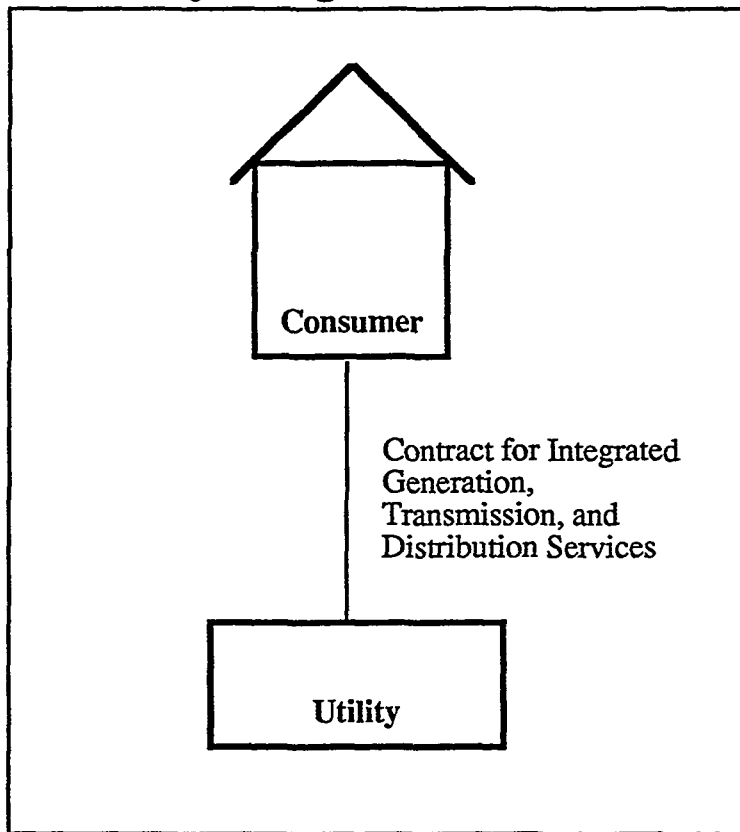 Consumer
Contract for Integrated
Generation,
Transmission, and
Distribution Services
Utility